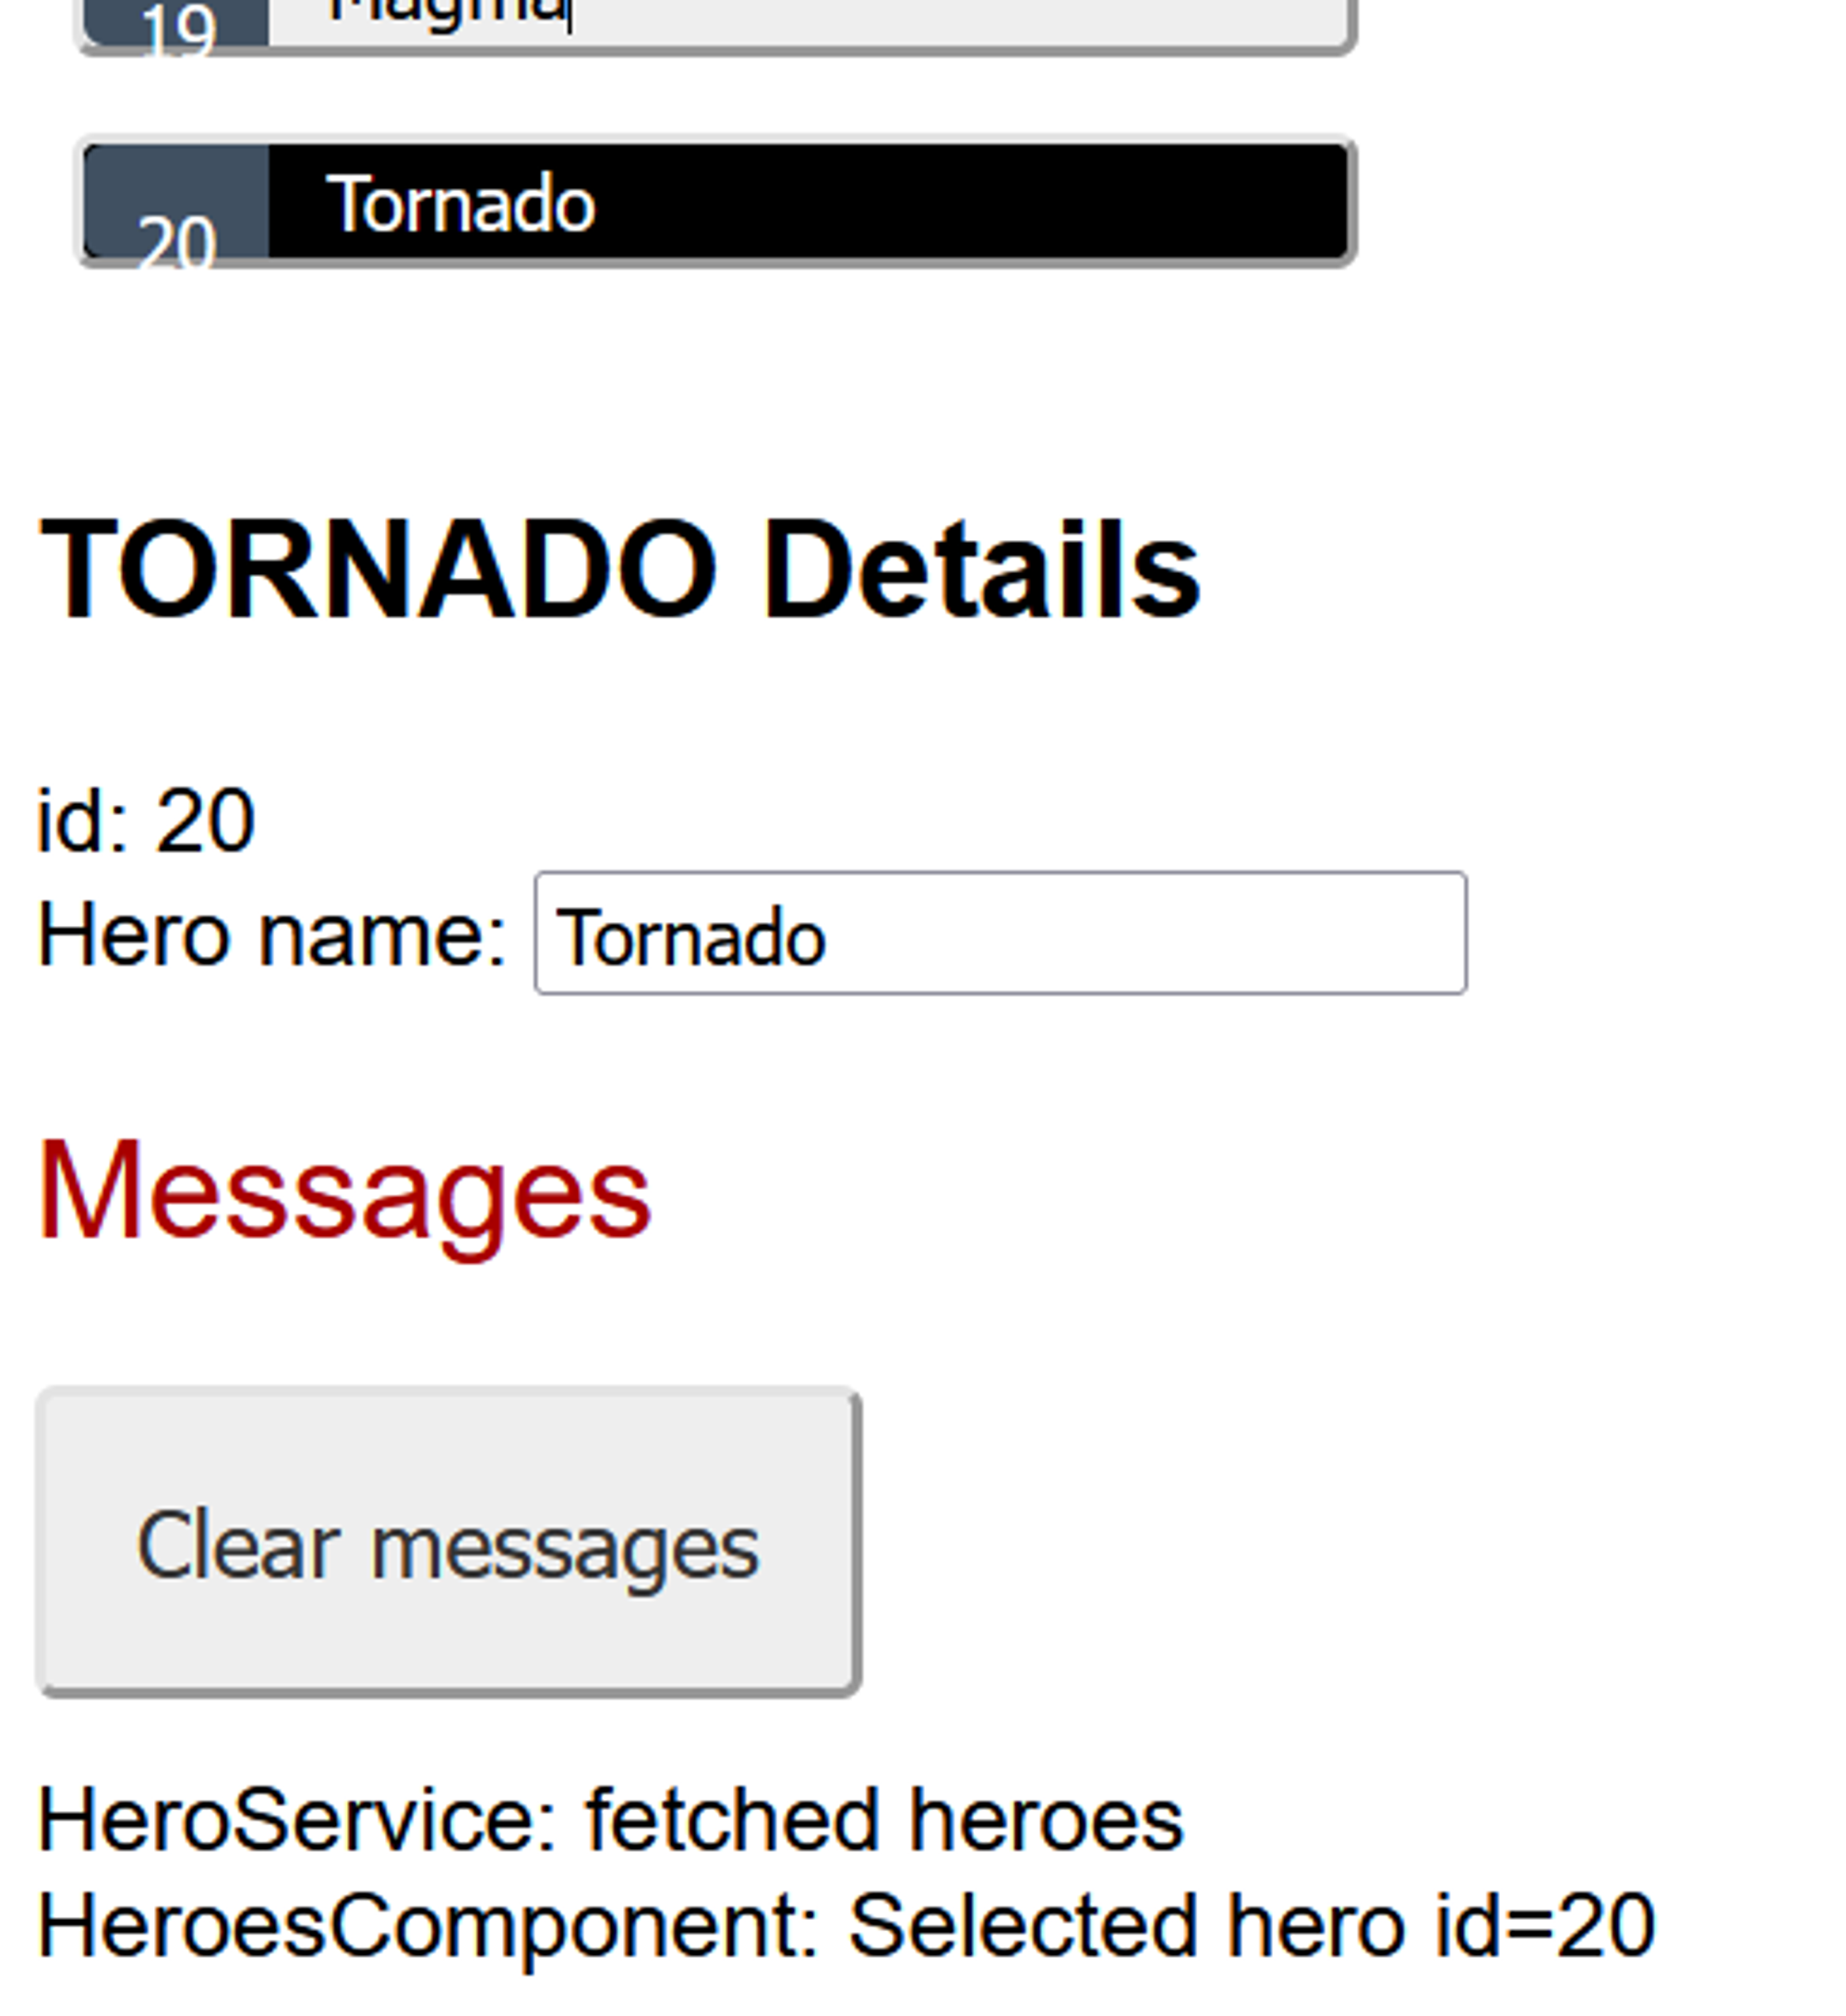 19 Magma
20 Tornado
TORNADO Details
id: 20
Hero name: Tornado
Messages
Clear messages
HeroService: fetched heroes
HeroesComponent: Selected hero id=20